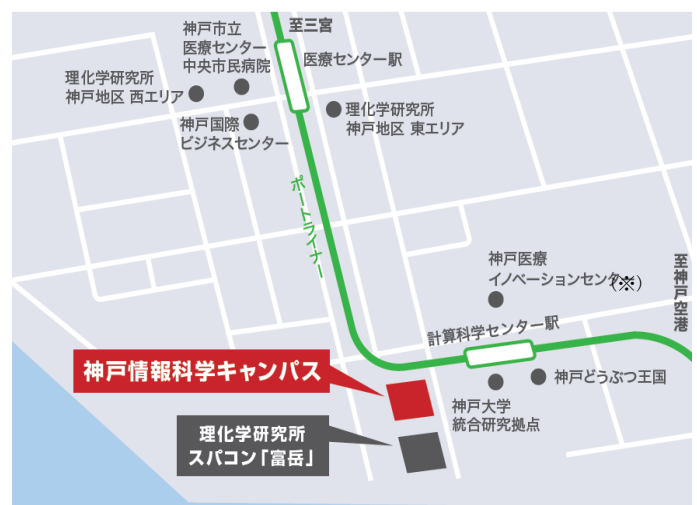 至三宮
神戸市立
医療センター
中央市民病院
医療センター駅
理化学研究所
神戸地区 西エリア
理化学研究所
神戸地区 東エリア
神戸国際
ビジネスセンター
ポートライナー
神戸医療
イノベーションセンター
(※)
至神戸空港
計算科学センター駅
神戸情報科学キャンパス
神戸どうぶつ王国
神戸大学
統合研究拠点
理化学研究所
スパコン「富岳」